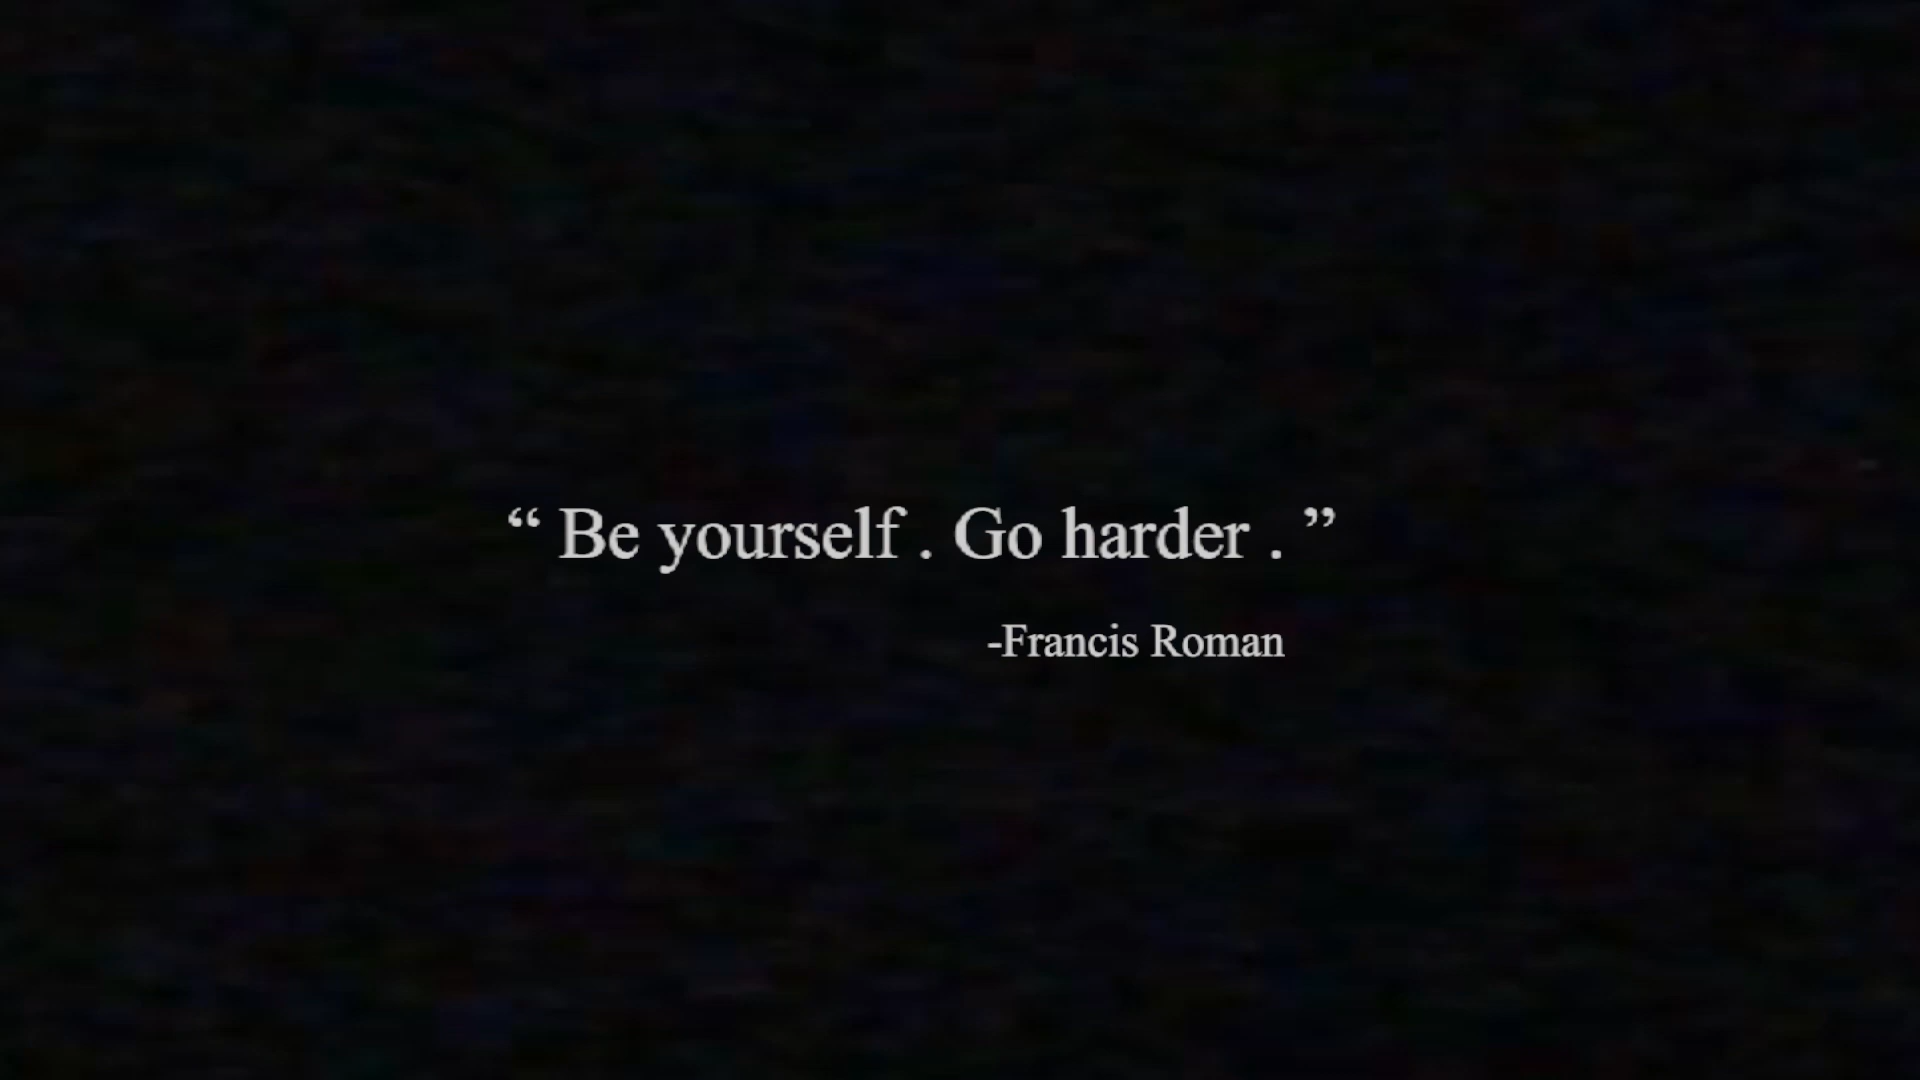 “ Be yourself . Go harder . ”
-Francis Roman